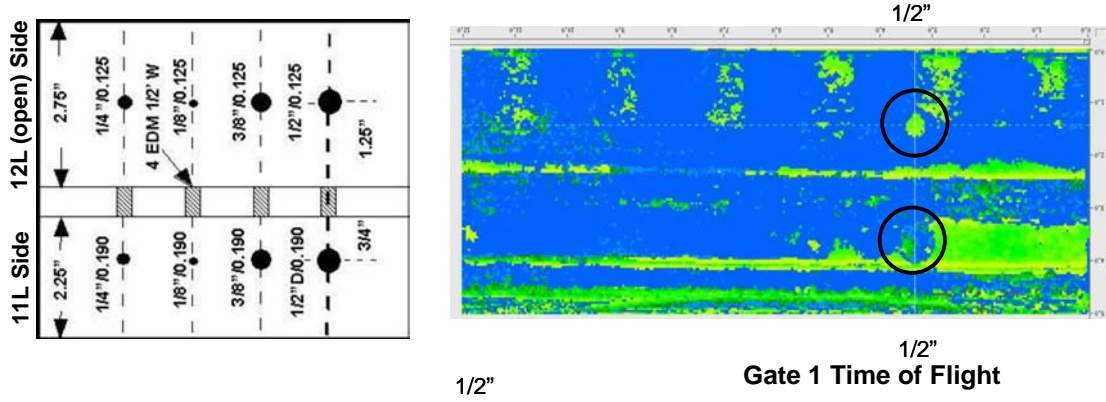 12L (open) Side
11L Side
2.75"
2.25"
1/4"/0.125
1/8"/0.125
3/8"/0.125
1/2"/0.125
4 EDM 1/2' W
1.25"
1/4"/0.190
1/8"/0.190
3/8"/0.190
1/2"D/0.190
3/4"
1/2"
1/2"
Gate 1 Time of Flight
1/2"